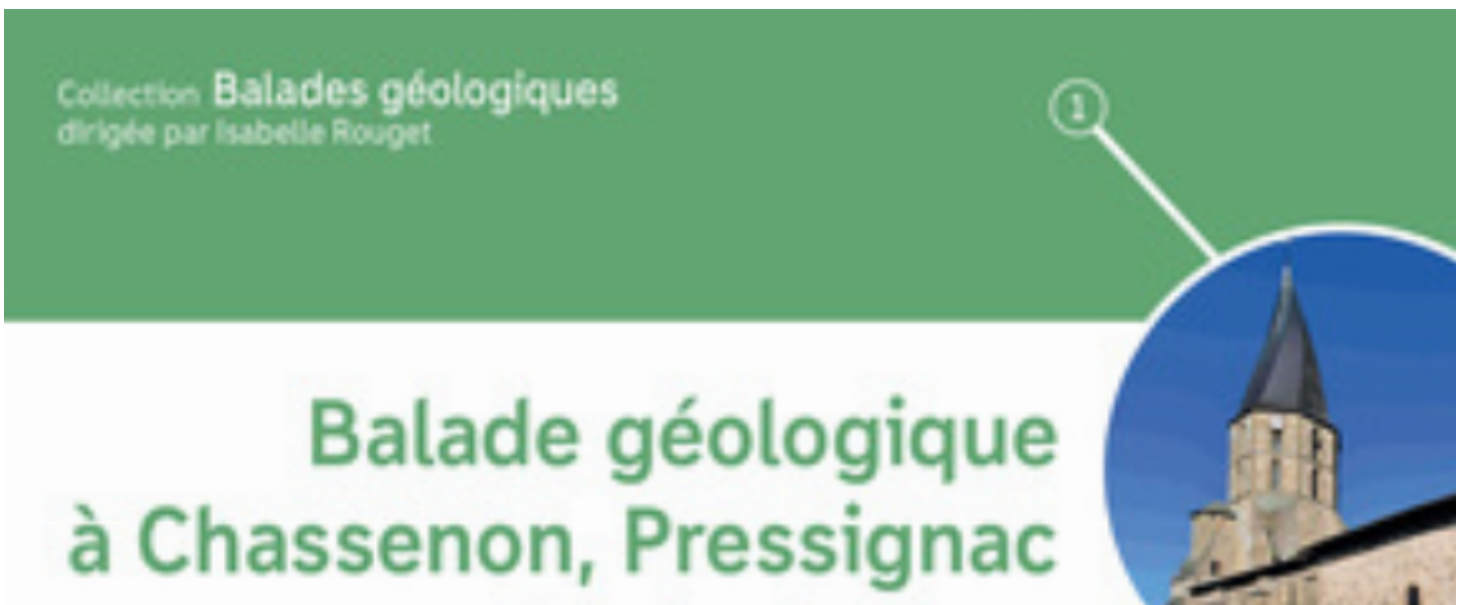 Collection Balades géologiques
dirigée par Isabelle Rouget
1
Balade géologique
à Chassenon, Pressignac